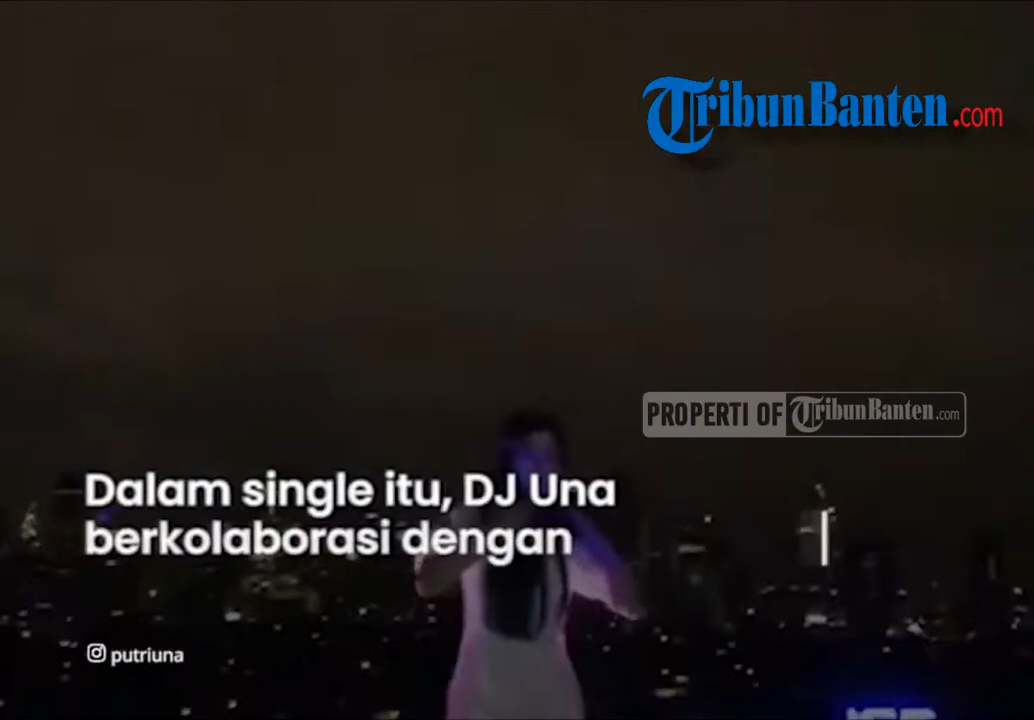 TribunBanten.com
PROPERTI OF TribunBanten.com
Dalam single itu, DJ Una
berkolaborasi dengan
putriuna